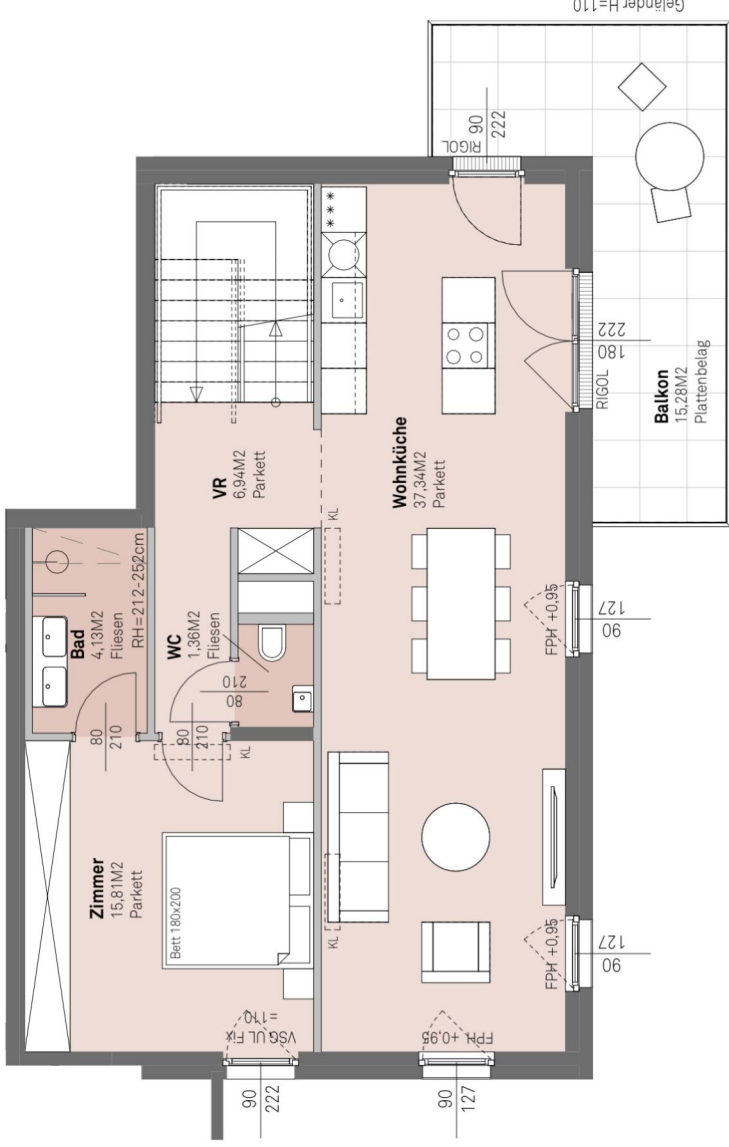 Geländer H=110
90
222
RIGOL
Bad
4,13M2
Fliesen
RH=212-252cm
VR
6,94M2
Parkett
Wohnküche
37,34M2
Parkett
180
222
RIGOL
Balkon
15,28M2
Plattenbelag
KL
WC
1,36M2
Fliesen
80
210
FPH +0,95
90
127
80
210
80
210
KL
Zimmer
15,81M2
Parkett
Bett 180x200
KL
FPH +0,95
90
127
VSG UL Fix
=110
FPH +0,95
90
222
90
127